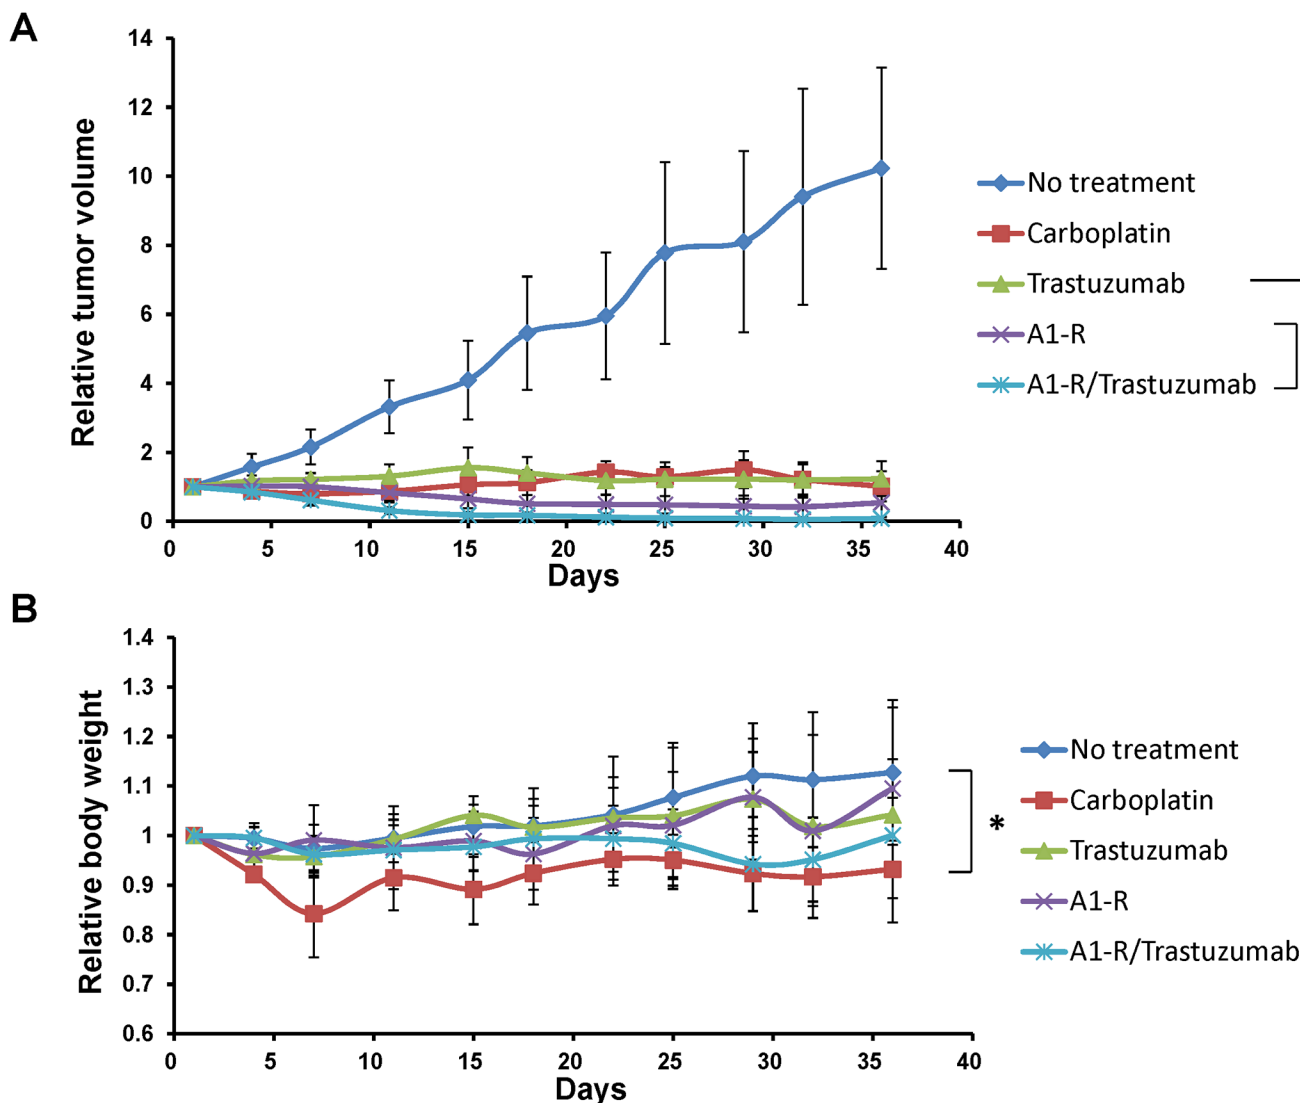 A
Relative tumor volume
14
12
10
8
6
4
2
0
0 5 10 15 20 25 30 35 40
Days
No treatment
Carboplatin
Trastuzumab
A1-R
A1-R/Trastuzumab
B
Relative body weight
1.4
1.3
1.2
1.1
1
0.9
0.8
0.7
0.6
0 5 10 15 20 25 30 35 40
Days
No treatment
Carboplatin
Trastuzumab
A1-R
A1-R/Trastuzumab
*